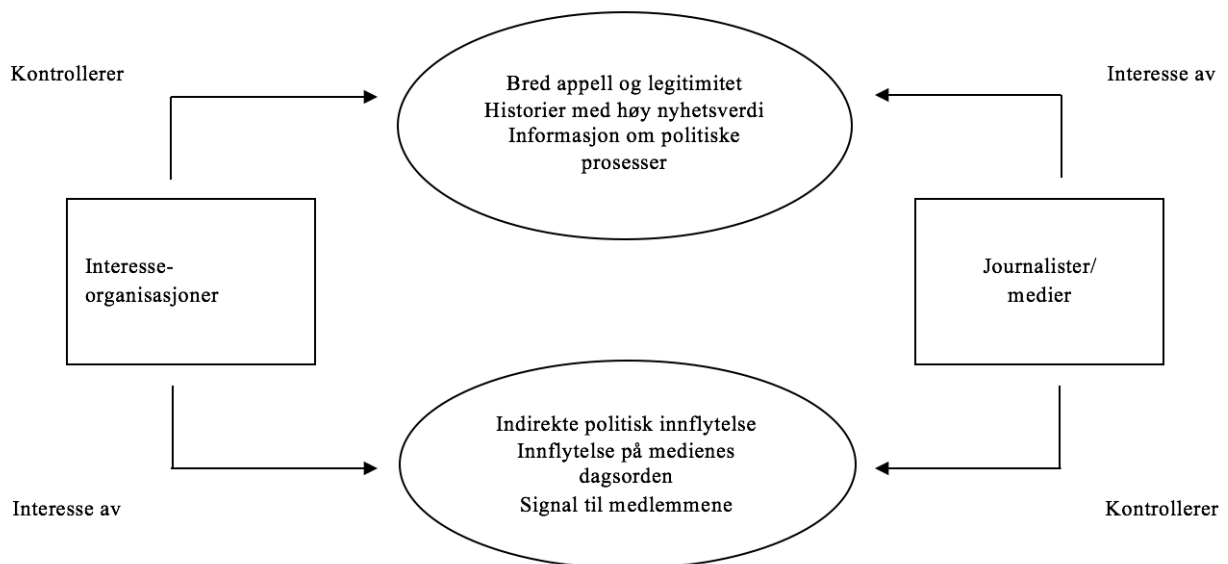 Kontrollerer
Interesse av
Bred appell og legitimitet
Historier med høy nyhetsverdi
Informasjon om politiske
prosesser
Interesse-
organisasjoner
Journalister/
medier
Indirekte politisk innflytelse
Innflytelse på medienes
dagsorden
Signal til medlemmene
Interesse av
Kontrollerer